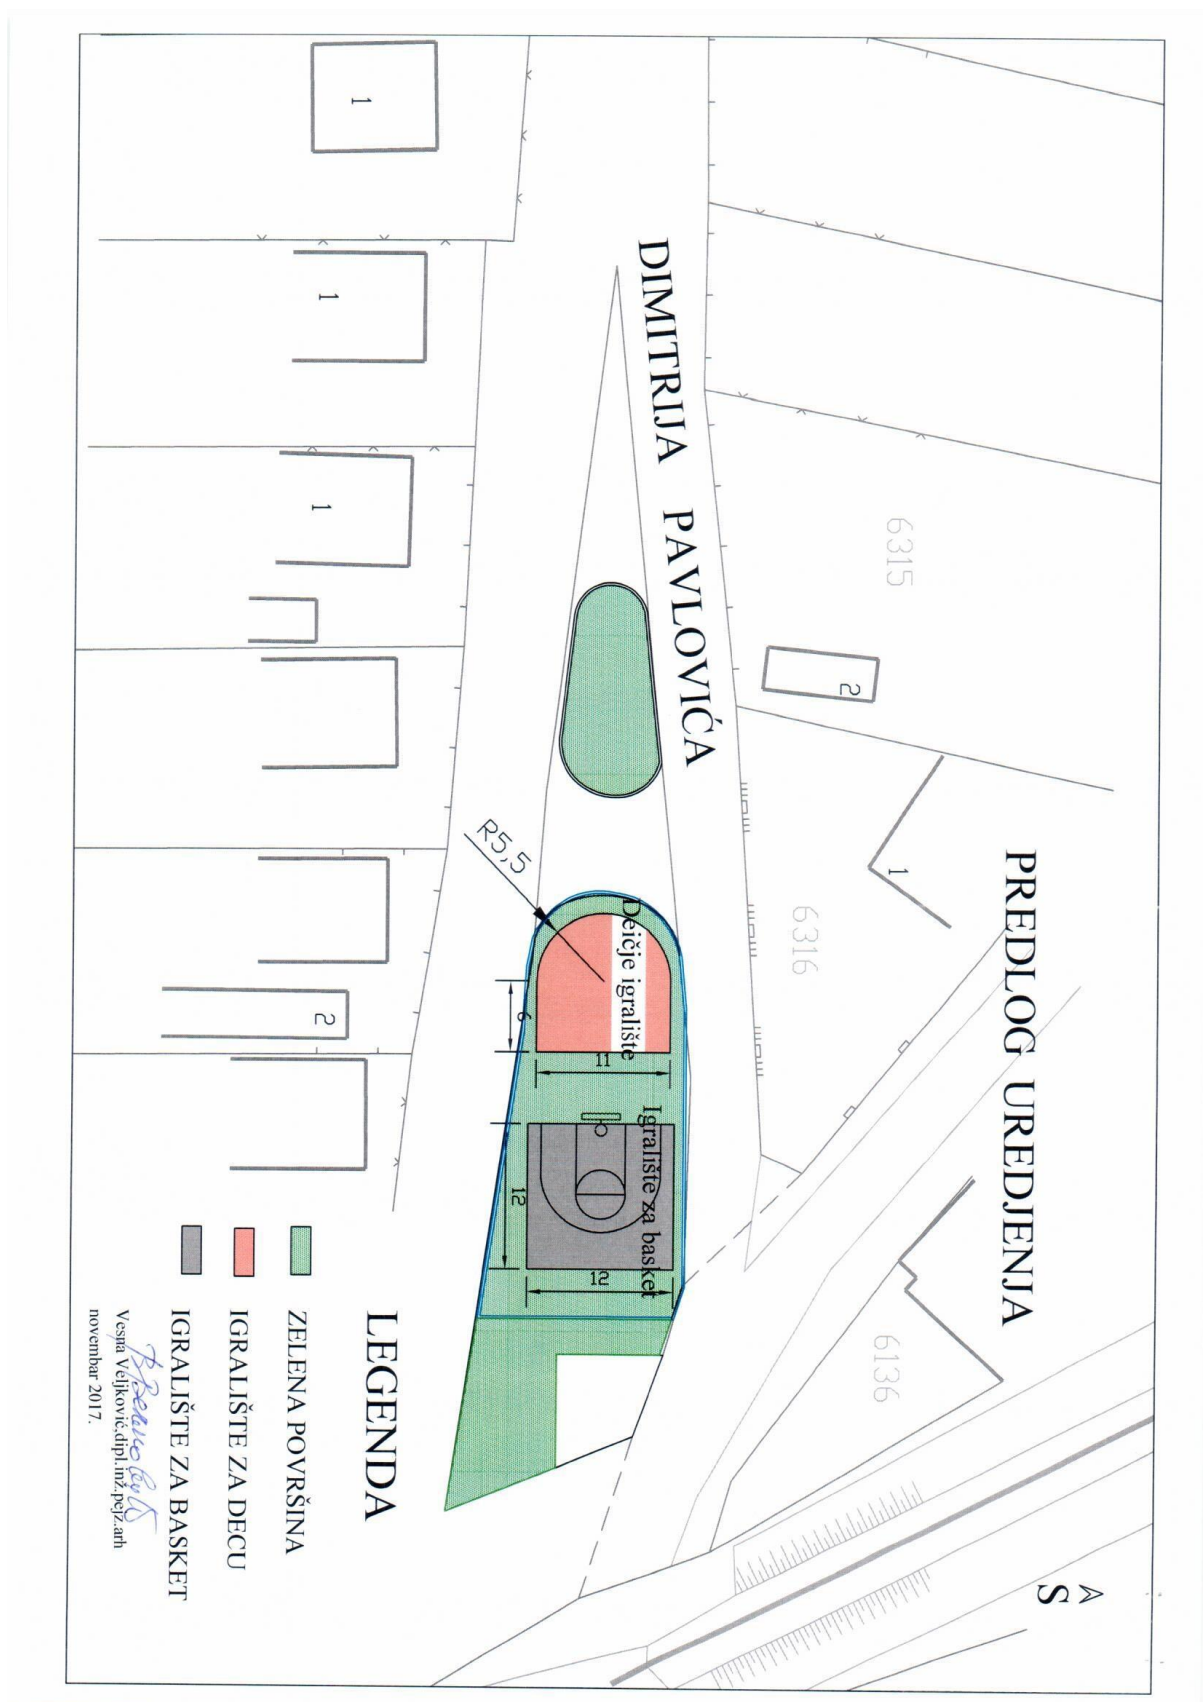 PREDLOG UREDJENJA
S
DIMITRIJA PAVLOVIĆA
6315
6316
6136
1
1
1
2
1
2
R5,5
Deičje igralište
6
11
Igralište za basket
12
12
LEGENDA
ZELENA POVRŠINA
IGRALIŠTE ZA DECU
IGRALIŠTE ZA BASKET
Vesna Veljković.dipl.inž.pejž.arh
novembar 2017.